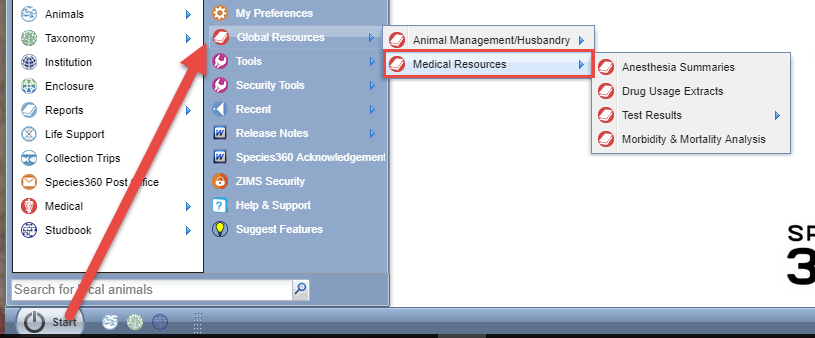 Animals
Taxonomy
Institution
Enclosure
Reports
Life Support
Collection Trips
Species360 Post Office
Medical
Studbook
My Preferences
Global Resources
Tools
Security Tools
Recent
Release Notes
Species360 Acknowledgement
ZIMS Security
Help & Support
Suggest Features
Animal Management/Husbandry
Medical Resources
Anesthesia Summaries
Drug Usage Extracts
Test Results
Morbidity & Mortality Analysis
SP
3
Search for local animals
Start